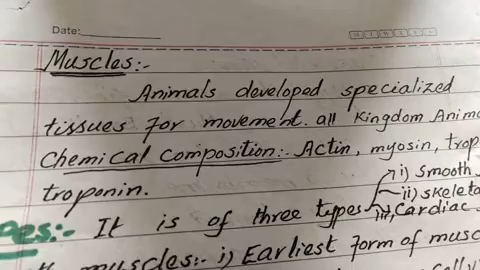 Date:
Muscles:-
Animals developed specialized
tissues for movement. all Kingdom Anim
Chemical Composition:- Actin, myosin, trop
troponin.
i) Smooth
ii) Skeleta
pes:- It is of three types iii) Cardiac
muscles:- i) Earliest form of musc